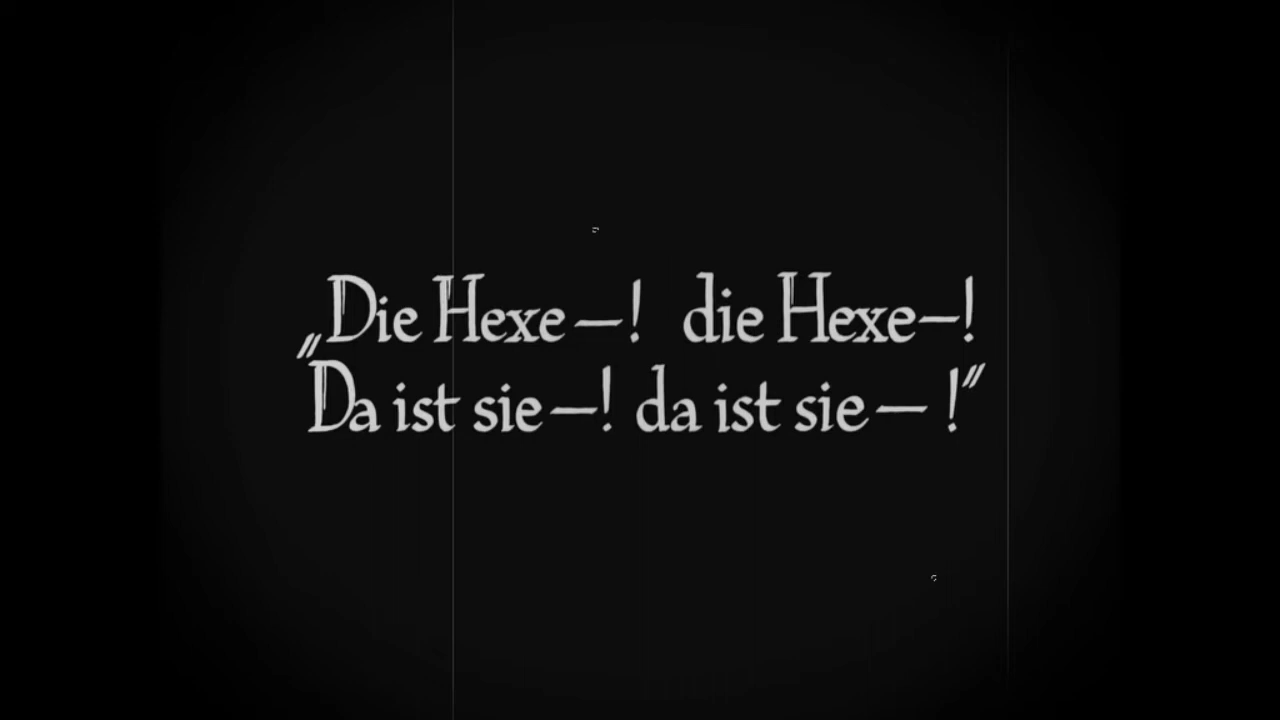 „Die Hexe—! die Hexe—!
Da ist sie—! da ist sie— !"